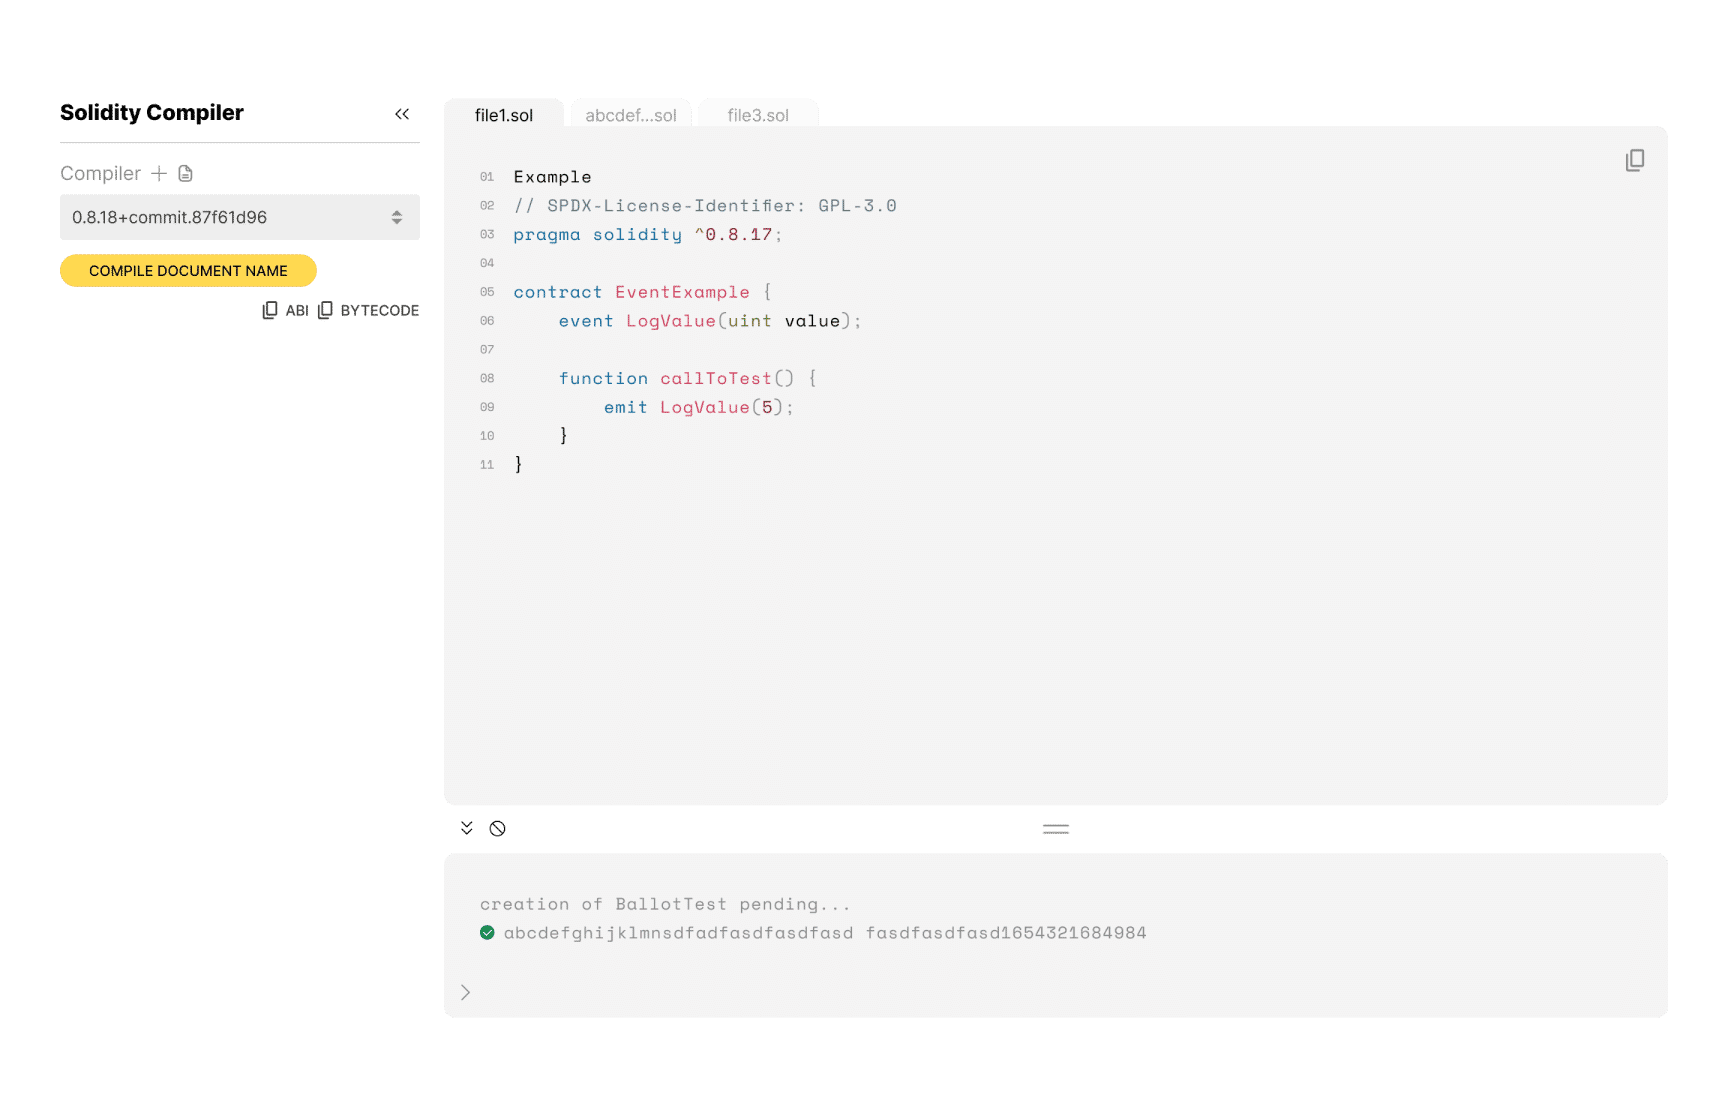 Solidity Compiler
Compiler
0.8.18+commit.87f61d96
COMPILE DOCUMENT NAME
ABI BYTECODE
file1.sol abcdef...sol file3.sol
01 Example
02 // SPDX-License-Identifier: GPL-3.0
03 pragma solidity ^0.8.17;
04
05 contract EventExample {
06     event LogValue(uint value);
07
08     function callToTest() {
09         emit LogValue(5);
10     }
11 }
creation of BallotTest pending...
abcdefghijklmnsdfadfasdfasdfasd fasdfasdfasd1654321684984
>